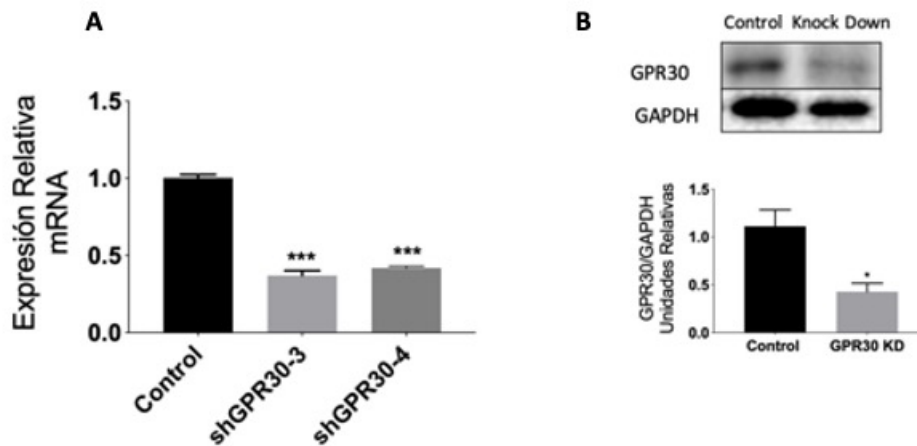 A
Expresión Relativa
mRNA
1.5
1.0
0.5
0.0
***
***
Control
shGPR30-3
shGPR30-4
B
Control Knock Down
GPR30
GAPDH
GPR30/GAPDH
Unidades Relativas
1.5
1.0
0.5
0.0
*
Control
GPR30 KD